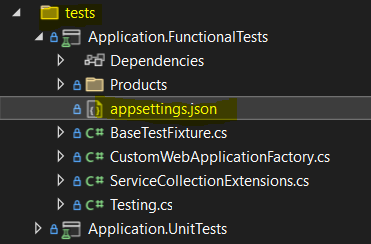 tests
Application.FunctionalTests
Dependencies
Products
appsettings.json
C# BaseTestFixture.cs
C# CustomWebApplicationFactory.cs
C# ServiceCollectionExtensions.cs
C# Testing.cs
Application.UnitTests